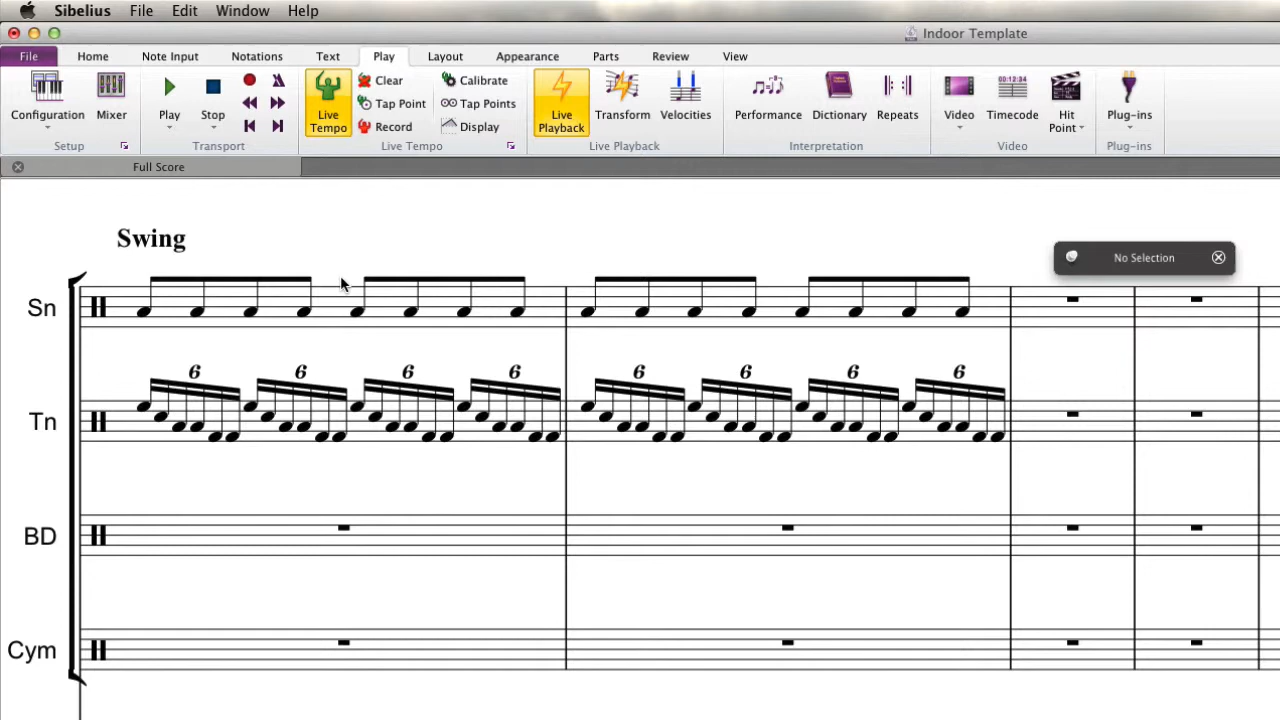 Sibelius File Edit Window Help
Indoor Template
File Home Note Input Notations Text Play Layout Appearance Parts Review View
Configuration Mixer Play Stop Live Tempo Clear Tap Point Record Calibrate Tap Points Display Live Playback Transform Velocities Performance Dictionary Repeats Video Timecode Hit Point Plug-ins
00:12:34
Setup Transport Live Tempo Live Playback Interpretation Video Plug-ins
Full Score
Swing
No Selection
Sn
6 6 6 6 6 6 6 6
Tn
BD
Cym